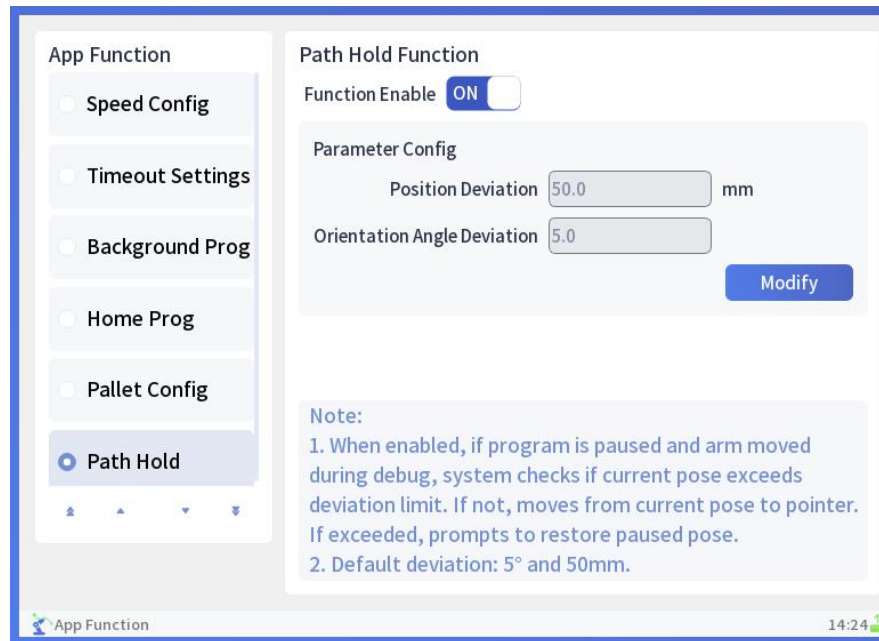 App Function
Speed Config
Timeout Settings
Background Prog
Home Prog
Pallet Config
Path Hold
Path Hold Function
Function Enable ON
Parameter Config
Position Deviation 50.0 mm
Orientation Angle Deviation 5.0
Modify
Note:
1. When enabled, if program is paused and arm moved
during debug, system checks if current pose exceeds
deviation limit. If not, moves from current pose to pointer.
If exceeded, prompts to restore paused pose.
2. Default deviation: 5° and 50mm.
App Function
14:24